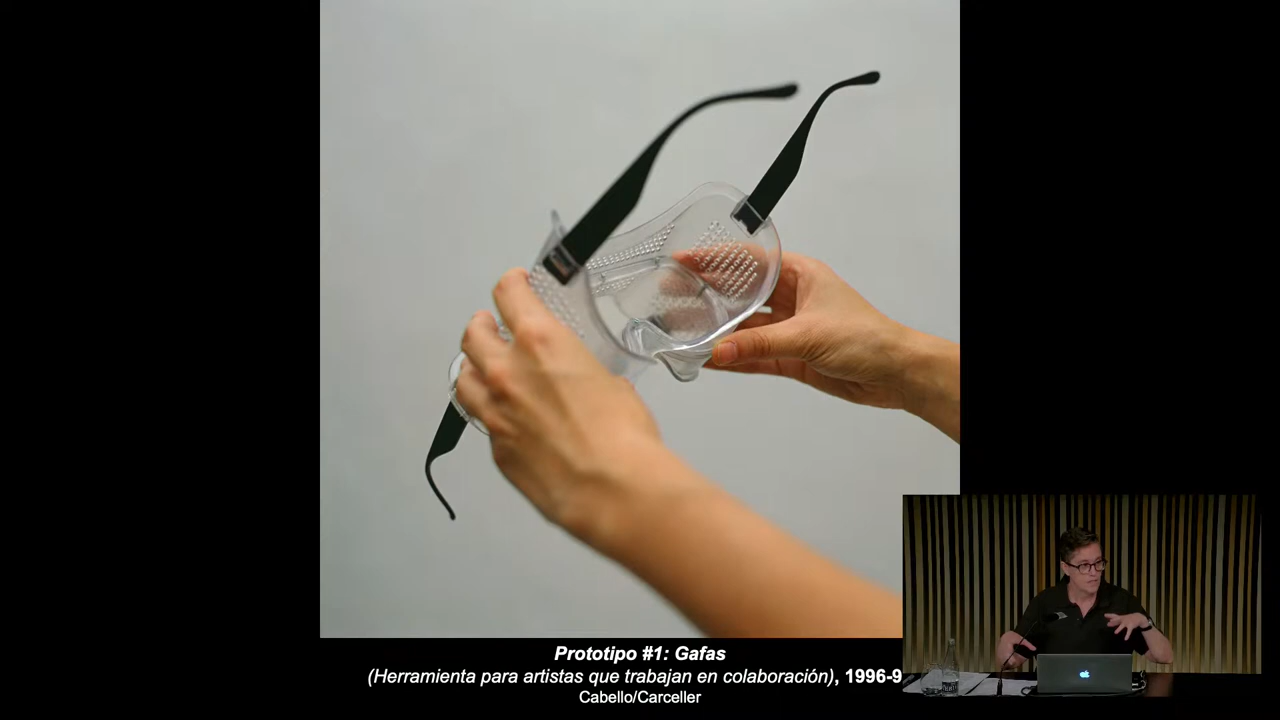 Prototipo #1: Gafas
(Herramienta para artistas que trabajan en colaboración), 1996-9
Cabello/Carceller